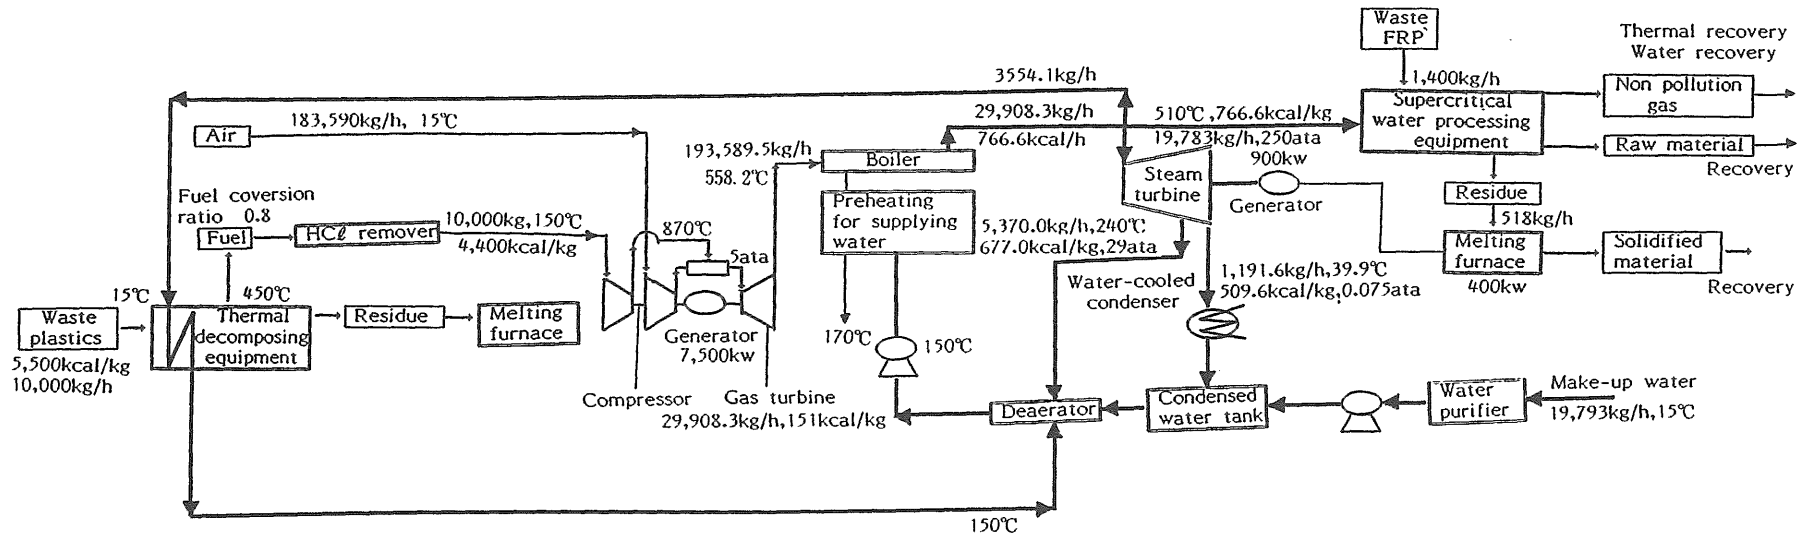 Waste
FRP
Thermal recovery
Water recovery
3554.1kg/h
1,400kg/h
Non pollution
gas
29,908.3kg/h
766.6kcal/h
510℃,766.6kcal/kg
19,783kg/h,250ata
Supercritical
water processing
equipment
Raw material
Recovery
Air
183,590kg/h, 15℃
193,589.5kg/h
558.2℃
Boiler
900kw
Steam
turbine
Generator
Residue
518kg/h
Fuel coversion
ratio 0.8
Fuel
HCℓ remover
10,000kg,150℃
4,400kcal/kg
870℃
5ata
Preheating
for supplying
water
5,370.0kg/h,240℃
677.0kcal/kg,29ata
Melting
furnace
400kw
Solidified
material
Recovery
Water-cooled
condenser
1,191.6kg/h,39.9℃
509.6kcal/kg,0.075ata
15℃
450℃
Waste
plastics
5,500kcal/kg
10,000kg/h
Thermal
decomposing
equipment
Residue
Melting
furnace
Generator
7,500kw
170℃
150℃
Compressor
Gas turbine
29,908.3kg/h,151kcal/kg
Deaerator
Condensed
water tank
Water
purifier
Make-up water
19,793kg/h,15℃
150℃